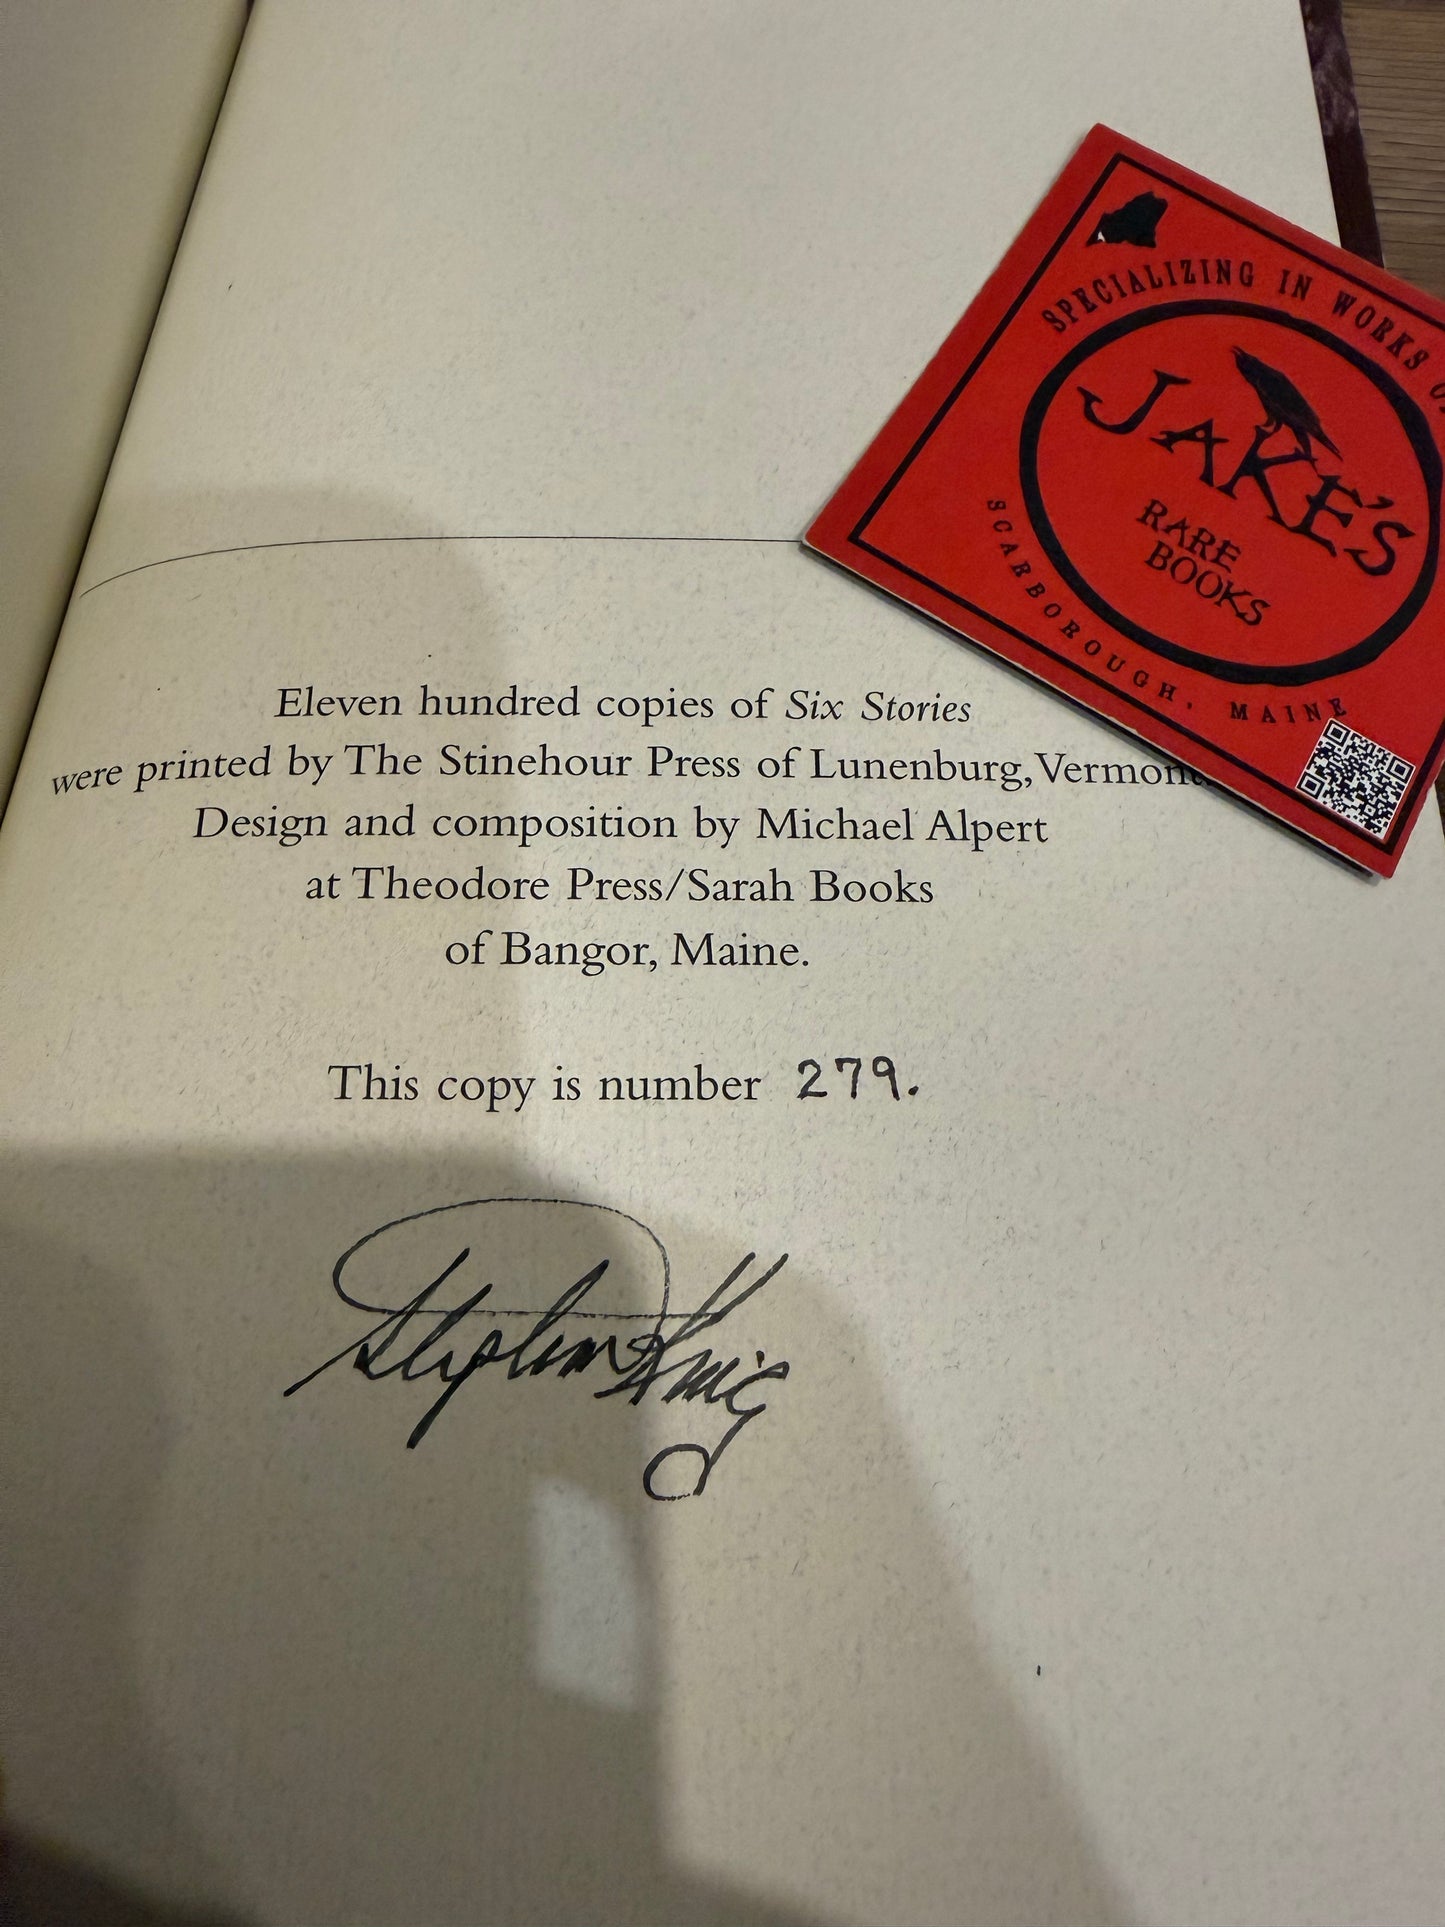 SPECIALIZING IN WORKS
JAKE'S
RARE
BOOKS
SCARBOROUGH, MAINE
Eleven hundred copies of Six Stories
were printed by The Stinehour Press of Lunenburg, Vermont
Design and composition by Michael Alpert
at Theodore Press/Sarah Books
of Bangor, Maine.
This copy is number 279.
Stephen King